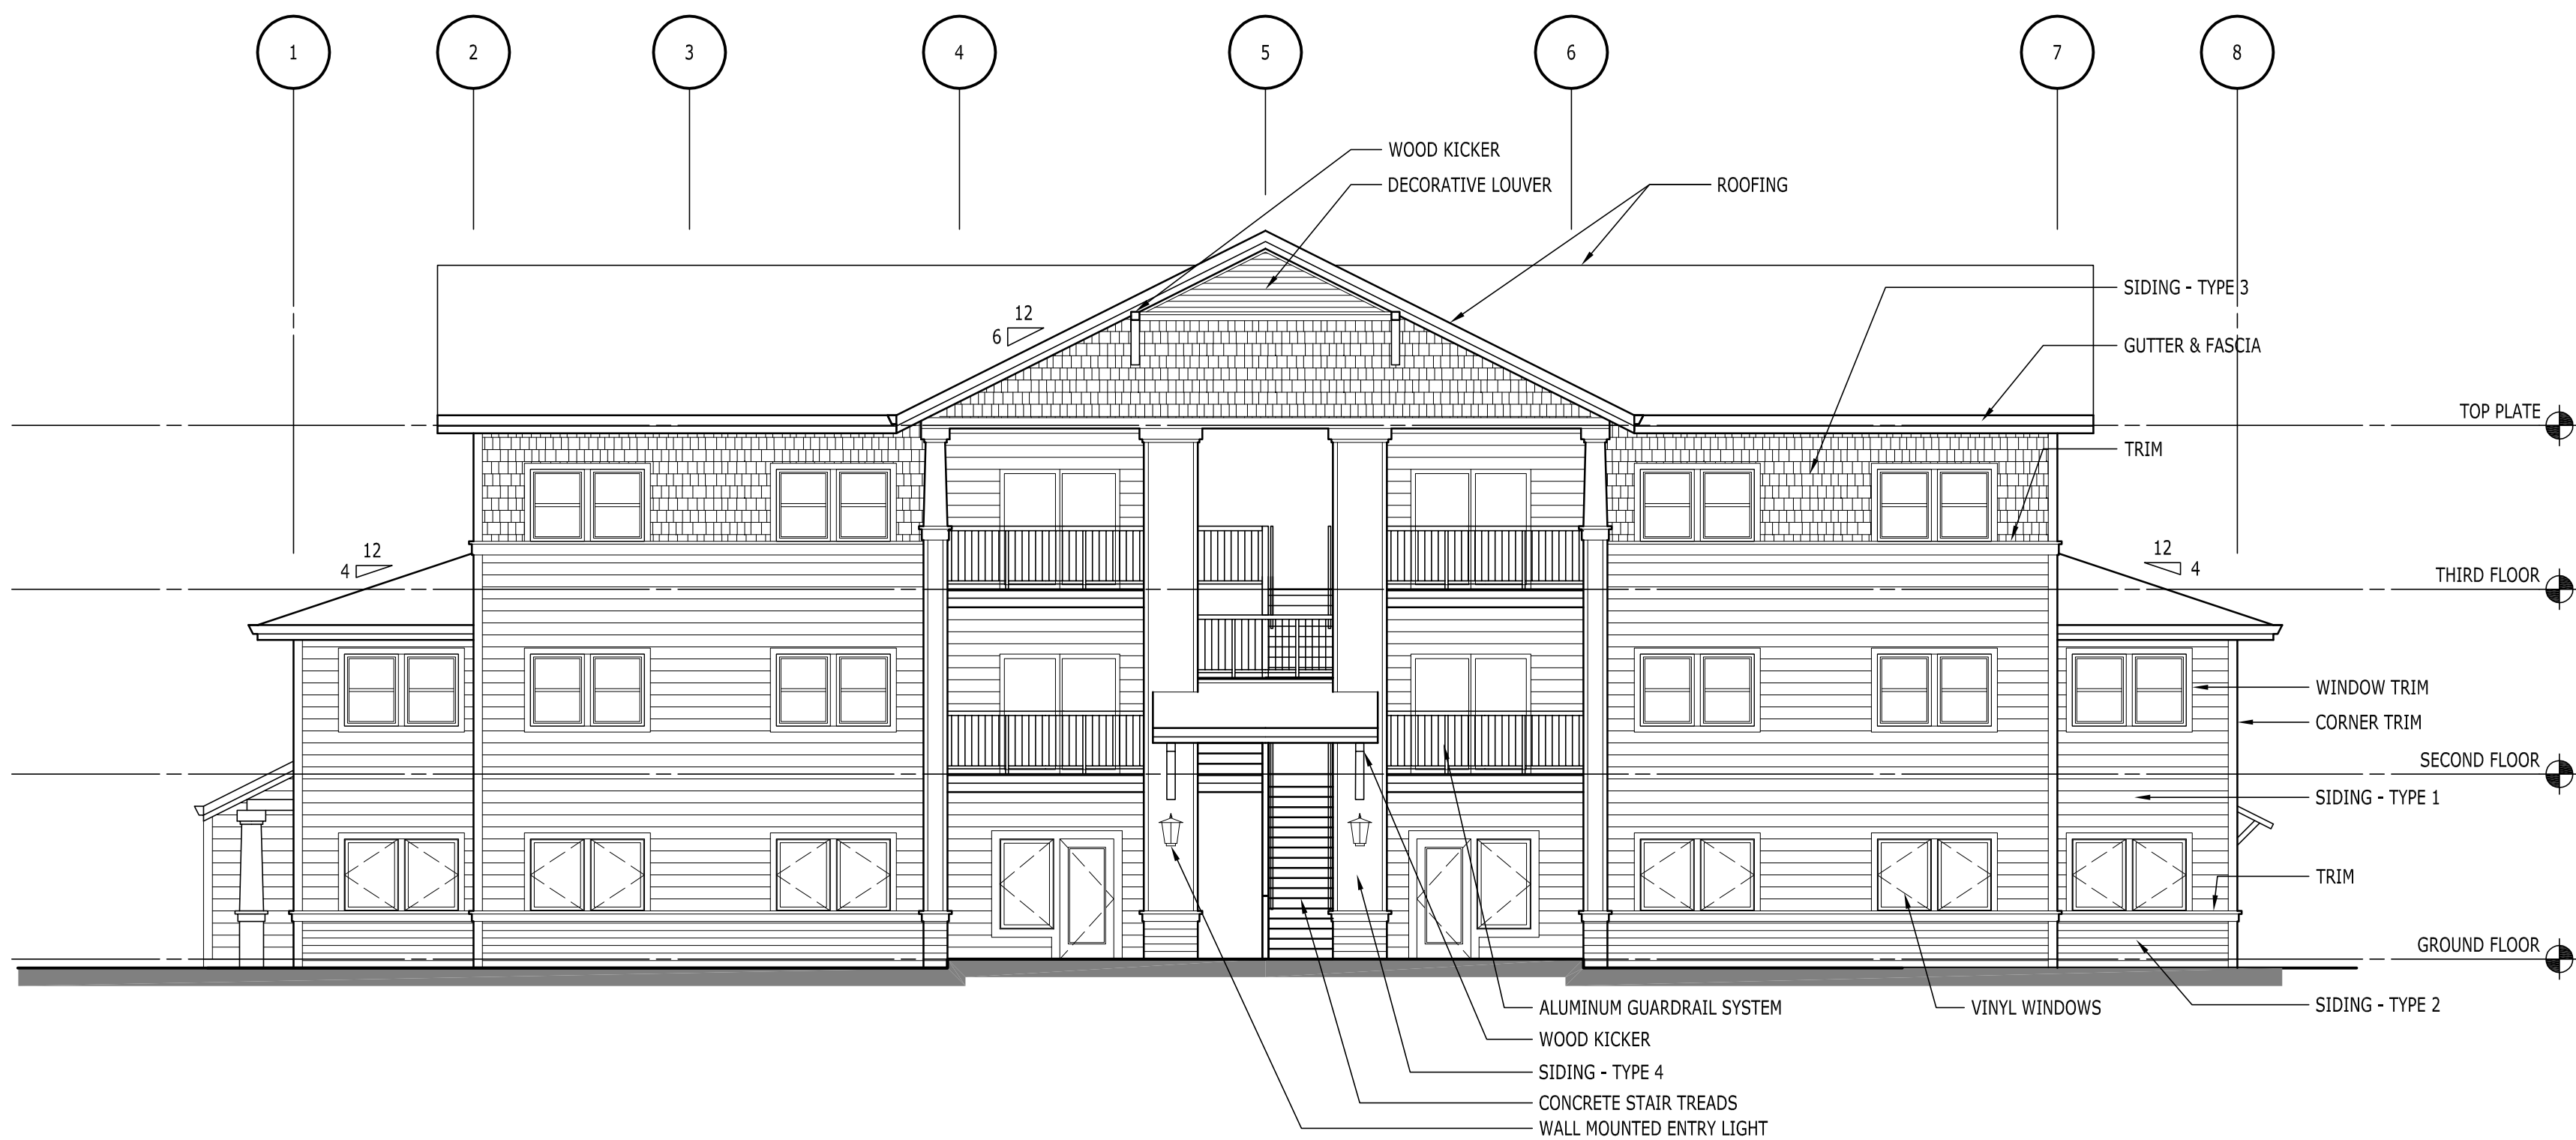 1
2
3
4
5
6
7
8
WOOD KICKER
DECORATIVE LOUVER
ROOFING
SIDING - TYPE 3
12
6
GUTTER & FASCIA
TOP PLATE
TRIM
12
4
12
4
THIRD FLOOR
WINDOW TRIM
CORNER TRIM
SECOND FLOOR
SIDING - TYPE 1
TRIM
GROUND FLOOR
SIDING - TYPE 2
ALUMINUM GUARDRAIL SYSTEM
VINYL WINDOWS
WOOD KICKER
SIDING - TYPE 4
CONCRETE STAIR TREADS
WALL MOUNTED ENTRY LIGHT